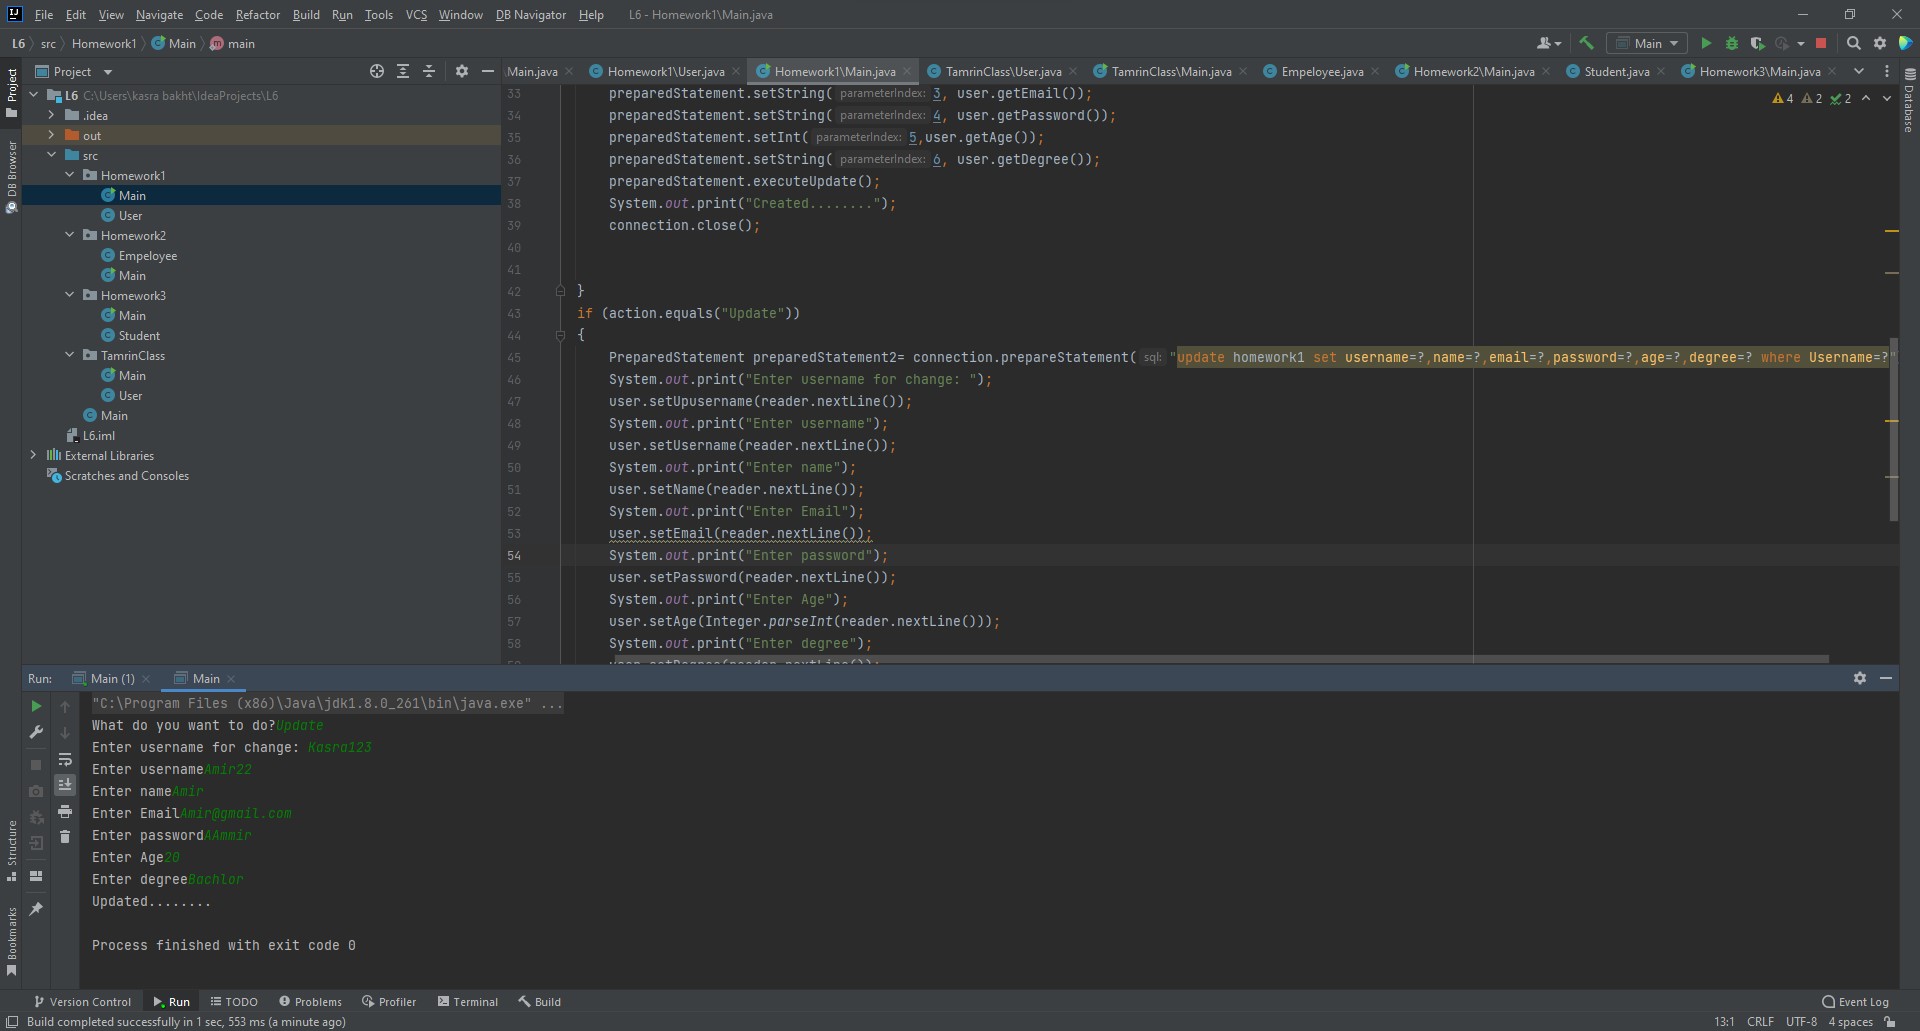 File Edit View Navigate Code Refactor Build Run Tools VCS Window DB Navigator Help L6 - Homework1\Main.java
L6 src Homework1 Main main
Main
Project
Main.java Homework1\User.java Homework1\Main.java TamrinClass\User.java TamrinClass\Main.java Empeloyee.java Homework2\Main.java Student.java Homework3\Main.java
Project
DB Browser
Structure
Bookmarks
Database
L6 C:\Users\kasra bakht\IdeaProjects\L6
.idea
out
src
Homework1
Main
User
Homework2
Empeloyee
Main
Homework3
Main
Student
TamrinClass
Main
User
Main
L6.iml
External Libraries
Scratches and Consoles
4 2 2
33 preparedStatement.setString( parameterIndex: 3, user.getEmail());
34 preparedStatement.setString( parameterIndex: 4, user.getPassword());
35 preparedStatement.setInt( parameterIndex: 5,user.getAge());
36 preparedStatement.setString( parameterIndex: 6, user.getDegree());
37 preparedStatement.executeUpdate();
38 System.out.print("Created........");
39 connection.close();
40
41
42 }
43 if (action.equals("Update"))
44 {
45 PreparedStatement preparedStatement2= connection.prepareStatement( sql: "update homework1 set username=?,name=?,email=?,password=?,age=?,degree=? where Username=?"
46 System.out.print("Enter username for change: ");
47 user.setUpusername(reader.nextLine());
48 System.out.print("Enter username");
49 user.setUsername(reader.nextLine());
50 System.out.print("Enter name");
51 user.setName(reader.nextLine());
52 System.out.print("Enter Email");
53 user.setEmail(reader.nextLine());
54 System.out.print("Enter password");
55 user.setPassword(reader.nextLine());
56 System.out.print("Enter Age");
57 user.setAge(Integer.parseInt(reader.nextLine()));
58 System.out.print("Enter degree");
Run: Main (1) Main
"C:\Program Files (x86)\Java\jdk1.8.0_261\bin\java.exe" ...
What do you want to do?Update
Enter username for change: Kasra123
Enter usernameAmir22
Enter nameAmir
Enter EmailAmir@gmail.com
Enter passwordAAmmir
Enter Age20
Enter degreeBachlor
Updated........
Process finished with exit code 0
Version Control Run TODO Problems Profiler Terminal Build Event Log
Build completed successfully in 1 sec, 553 ms (a minute ago) 13:1 CRLF UTF-8 4 spaces